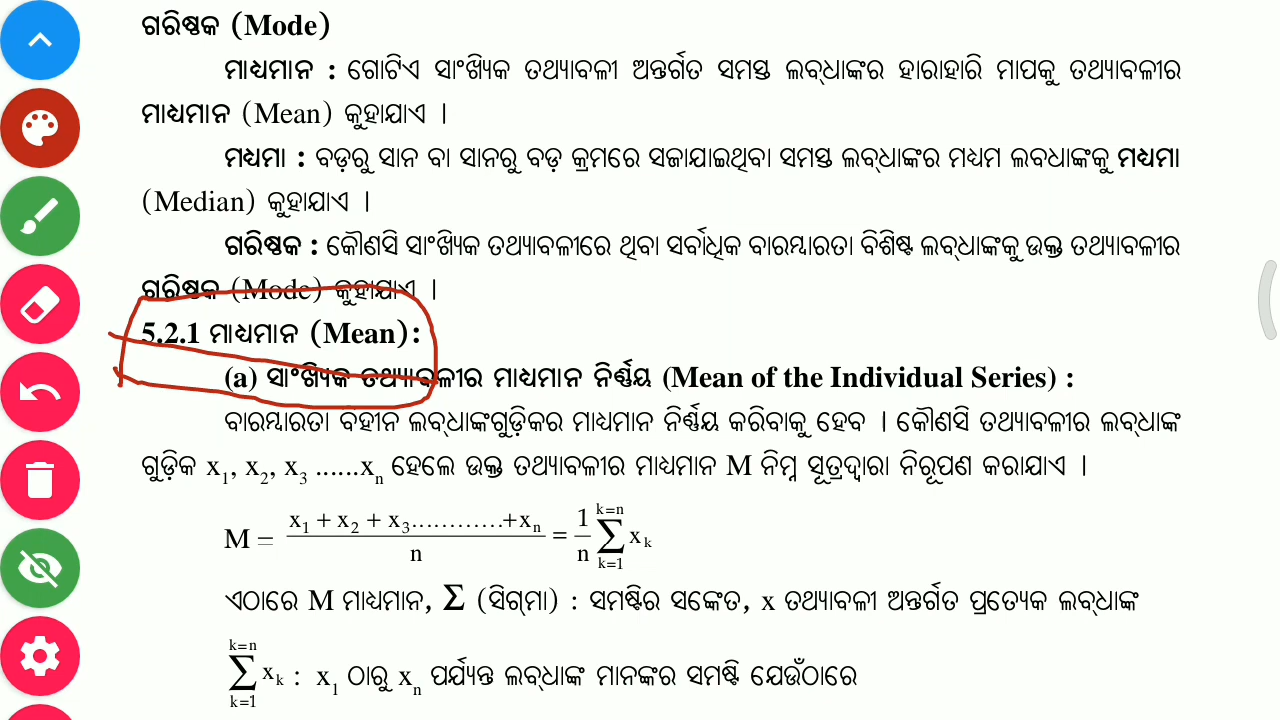 ଗରିଷ୍ଠକ (Mode)
ମାଧ୍ୟମାନ : ଗୋଟିଏ ସାଂଖ୍ୟିକ ତଥ୍ୟାବଳୀ ଅନ୍ତର୍ଗତ ସମସ୍ତ ଲବ୍ଧାଙ୍କର ହାରାହାରି ମାପକୁ ତଥ୍ୟାବଳୀର
ମାଧ୍ୟମାନ (Mean) କୁହାଯାଏ ।
ମଧ୍ୟମା : ବଡ଼ରୁ ସାନ ବା ସାନରୁ ବଡ଼ କ୍ରମରେ ସଜାଯାଇଥିବା ସମସ୍ତ ଲବ୍ଧାଙ୍କର ମଧ୍ୟମ ଲବଧାଙ୍କକୁ ମଧ୍ୟମା
(Median) କୁହାଯାଏ ।
ଗରିଷ୍ଠକ : କୌଣସି ସାଂଖ୍ୟିକ ତଥ୍ୟାବଳୀରେ ଥିବା ସର୍ବାଧିକ ବାରମ୍ବାରତା ବିଶିଷ୍ଟ ଲବ୍ଧାଙ୍କକୁ ଉକ୍ତ ତଥ୍ୟାବଳୀର
ଗରିଷ୍ଠକ (Mode) କୁହାଯାଏ ।
5.2.1 ମାଧ୍ୟମାନ (Mean):
(a) ସାଂଖ୍ୟିକ ତଥ୍ୟାବଳୀର ମାଧ୍ୟମାନ ନିର୍ଣ୍ଣୟ (Mean of the Individual Series) :
ବାରମ୍ବାରତା ବିହୀନ ଲବ୍ଧାଙ୍କଗୁଡ଼ିକର ମାଧ୍ୟମାନ ନିର୍ଣ୍ଣୟ କରିବାକୁ ହେବ । କୌଣସି ତଥ୍ୟାବଳୀର ଲବ୍ଧାଙ୍କ
ଗୁଡ଼ିକ x₁, x₂, x₃ ......xₙ ହେଲେ ଉକ୍ତ ତଥ୍ୟାବଳୀର ମାଧ୍ୟମାନ M ନିମ୍ନ ସୂତ୍ରଦ୍ୱାରା ନିରୂପଣ କରାଯାଏ ।
M = (x₁ + x₂ + x₃............+xₙ)/n = 1/n ∑ (k=1, k=n) xₖ
ଏଠାରେ M ମାଧ୍ୟମାନ, Σ (ସିଗ୍‌ମା) : ସମଷ୍ଟିର ସଙ୍କେତ, x ତଥ୍ୟାବଳୀ ଅନ୍ତର୍ଗତ ପ୍ରତ୍ୟେକ ଲବ୍ଧାଙ୍କ
∑ (k=1, k=n) xₖ : x₁ ଠାରୁ xₙ ପର୍ଯ୍ୟନ୍ତ ଲବ୍ଧାଙ୍କ ମାନଙ୍କର ସମଷ୍ଟି ଯେଉଁଠାରେ